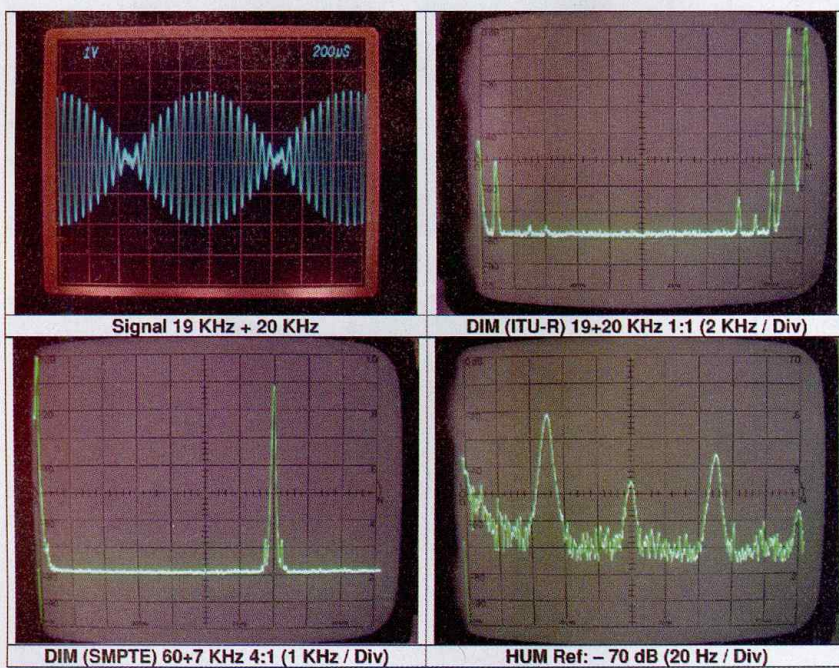 1V 200µS
Signal 19 KHz + 20 KHz
DIM (ITU-R) 19+20 KHz 1:1 (2 KHz / Div)
DIM (SMPTE) 60+7 KHz 4:1 (1 KHz / Div)
HUM Ref: – 70 dB (20 Hz / Div)